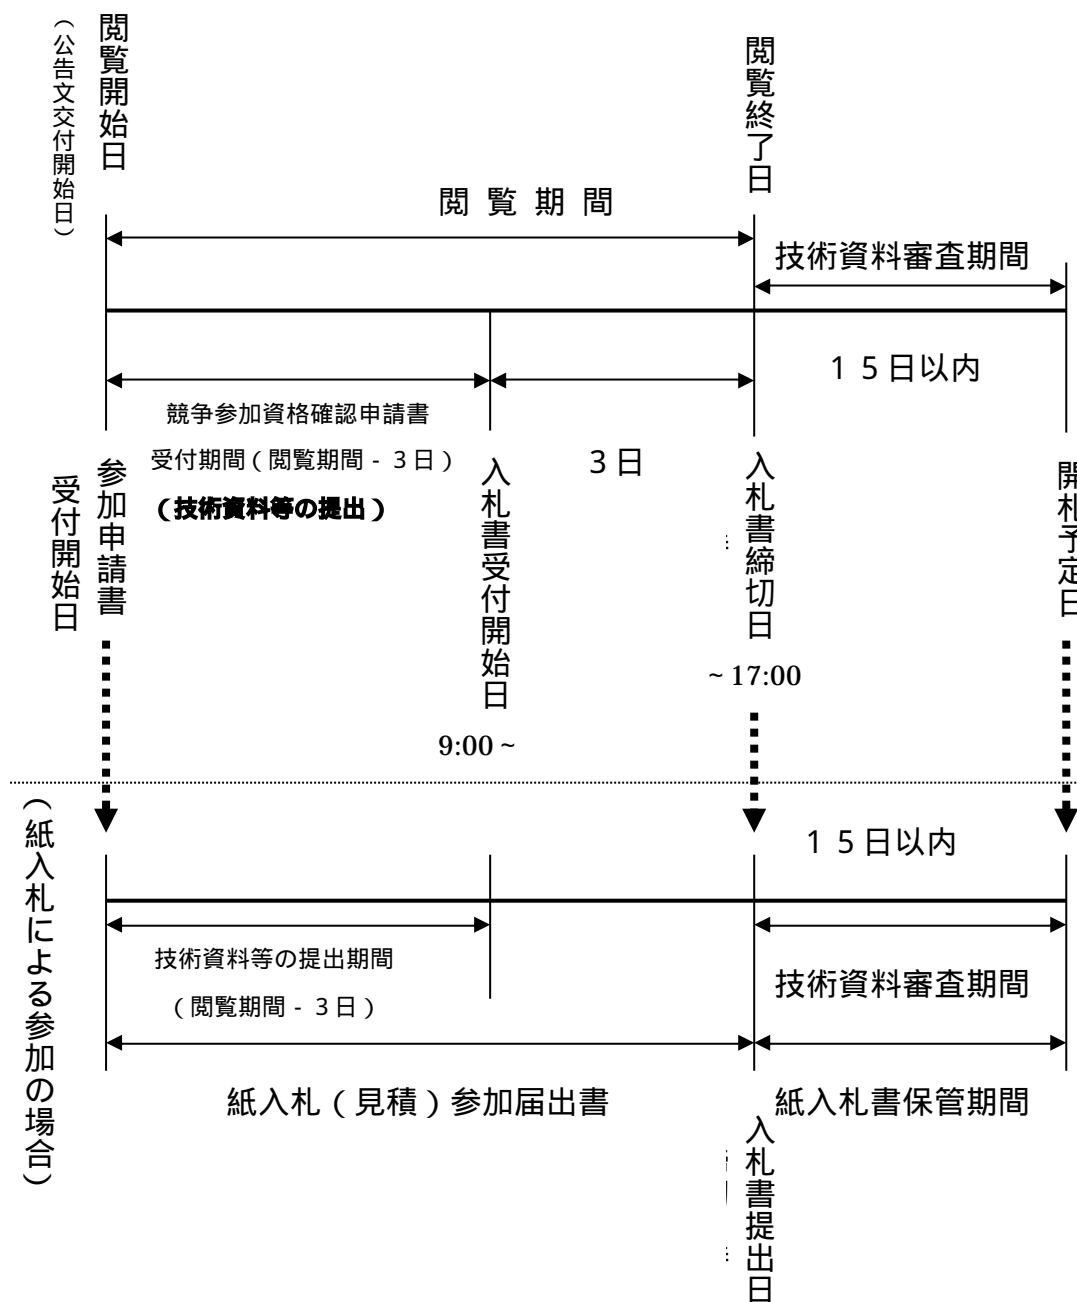 閲覧開始日
（公告文交付開始日）
閲覧終了日
閲覧期間
技術資料審査期間
１５日以内
競争参加資格確認申請書
受付期間（閲覧期間‐３日）
（技術資料等の提出）
３日
参加申請書
受付開始日
入札書受付開始日
9:00～
入札書締切日
～17:00
開札予定日
（紙入札による参加の場合）
１５日以内
技術資料等の提出期間
（閲覧期間‐３日）
技術資料審査期間
紙入札（見積）参加届出書
紙入札書保管期間
入札書提出日